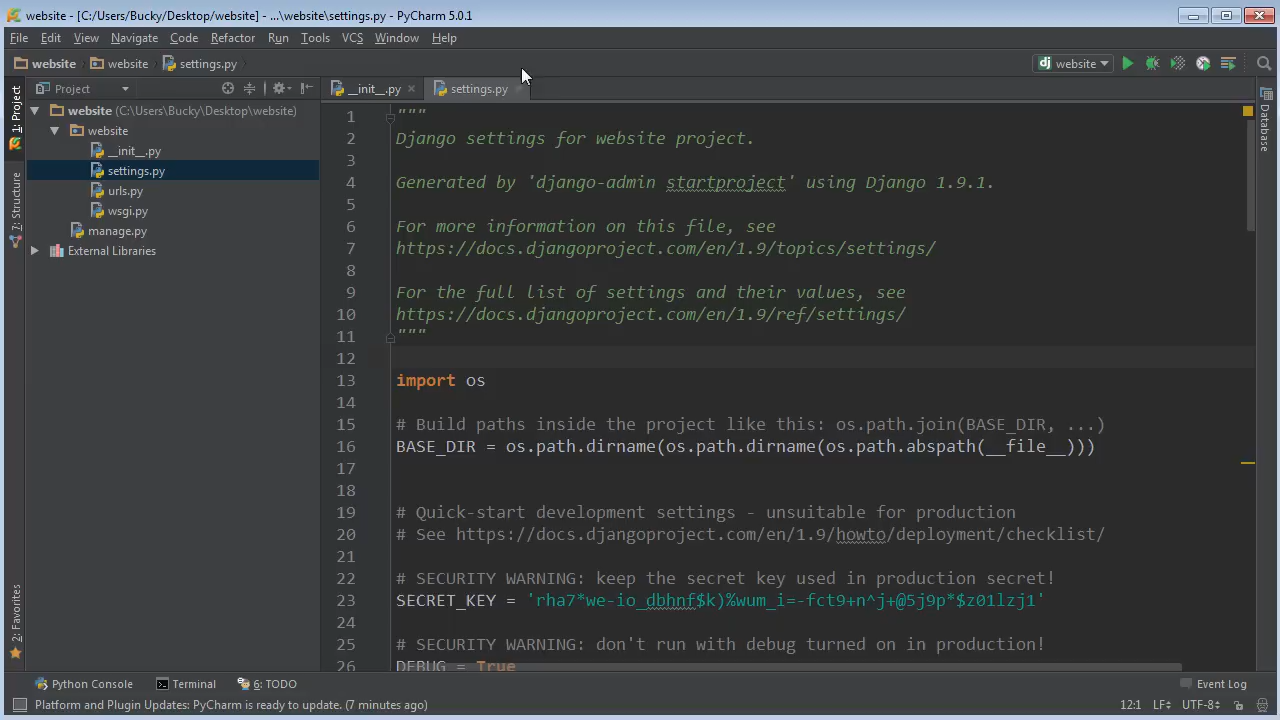 website - [C:/Users/Bucky/Desktop/website] - ...\website\settings.py - PyCharm 5.0.1
File Edit View Navigate Code Refactor Run Tools VCS Window Help
website website settings.py
dj website
1: Project
7: Structure
2: Favorites
Project
website (C:\Users\Bucky\Desktop\website)
website
__init__.py
settings.py
urls.py
wsgi.py
manage.py
External Libraries
__init__.py settings.py
1 """
2 Django settings for website project.
3
4 Generated by 'django-admin startproject' using Django 1.9.1.
5
6 For more information on this file, see
7 https://docs.djangoproject.com/en/1.9/topics/settings/
8
9 For the full list of settings and their values, see
10 https://docs.djangoproject.com/en/1.9/ref/settings/
11 """
12
13 import os
14
15 # Build paths inside the project like this: os.path.join(BASE_DIR, ...)
16 BASE_DIR = os.path.dirname(os.path.dirname(os.path.abspath(__file__)))
17
18
19 # Quick-start development settings - unsuitable for production
20 # See https://docs.djangoproject.com/en/1.9/howto/deployment/checklist/
21
22 # SECURITY WARNING: keep the secret key used in production secret!
23 SECRET_KEY = 'rha7*we-io_dbhnf$k)%wum_i=-fct9+n^j+@5j9p*$z01lzj1'
24
25 # SECURITY WARNING: don't run with debug turned on in production!
26 DEBUG = True
Database
Python Console Terminal 6: TODO Event Log
Platform and Plugin Updates: PyCharm is ready to update. (7 minutes ago) 12:1 LF UTF-8